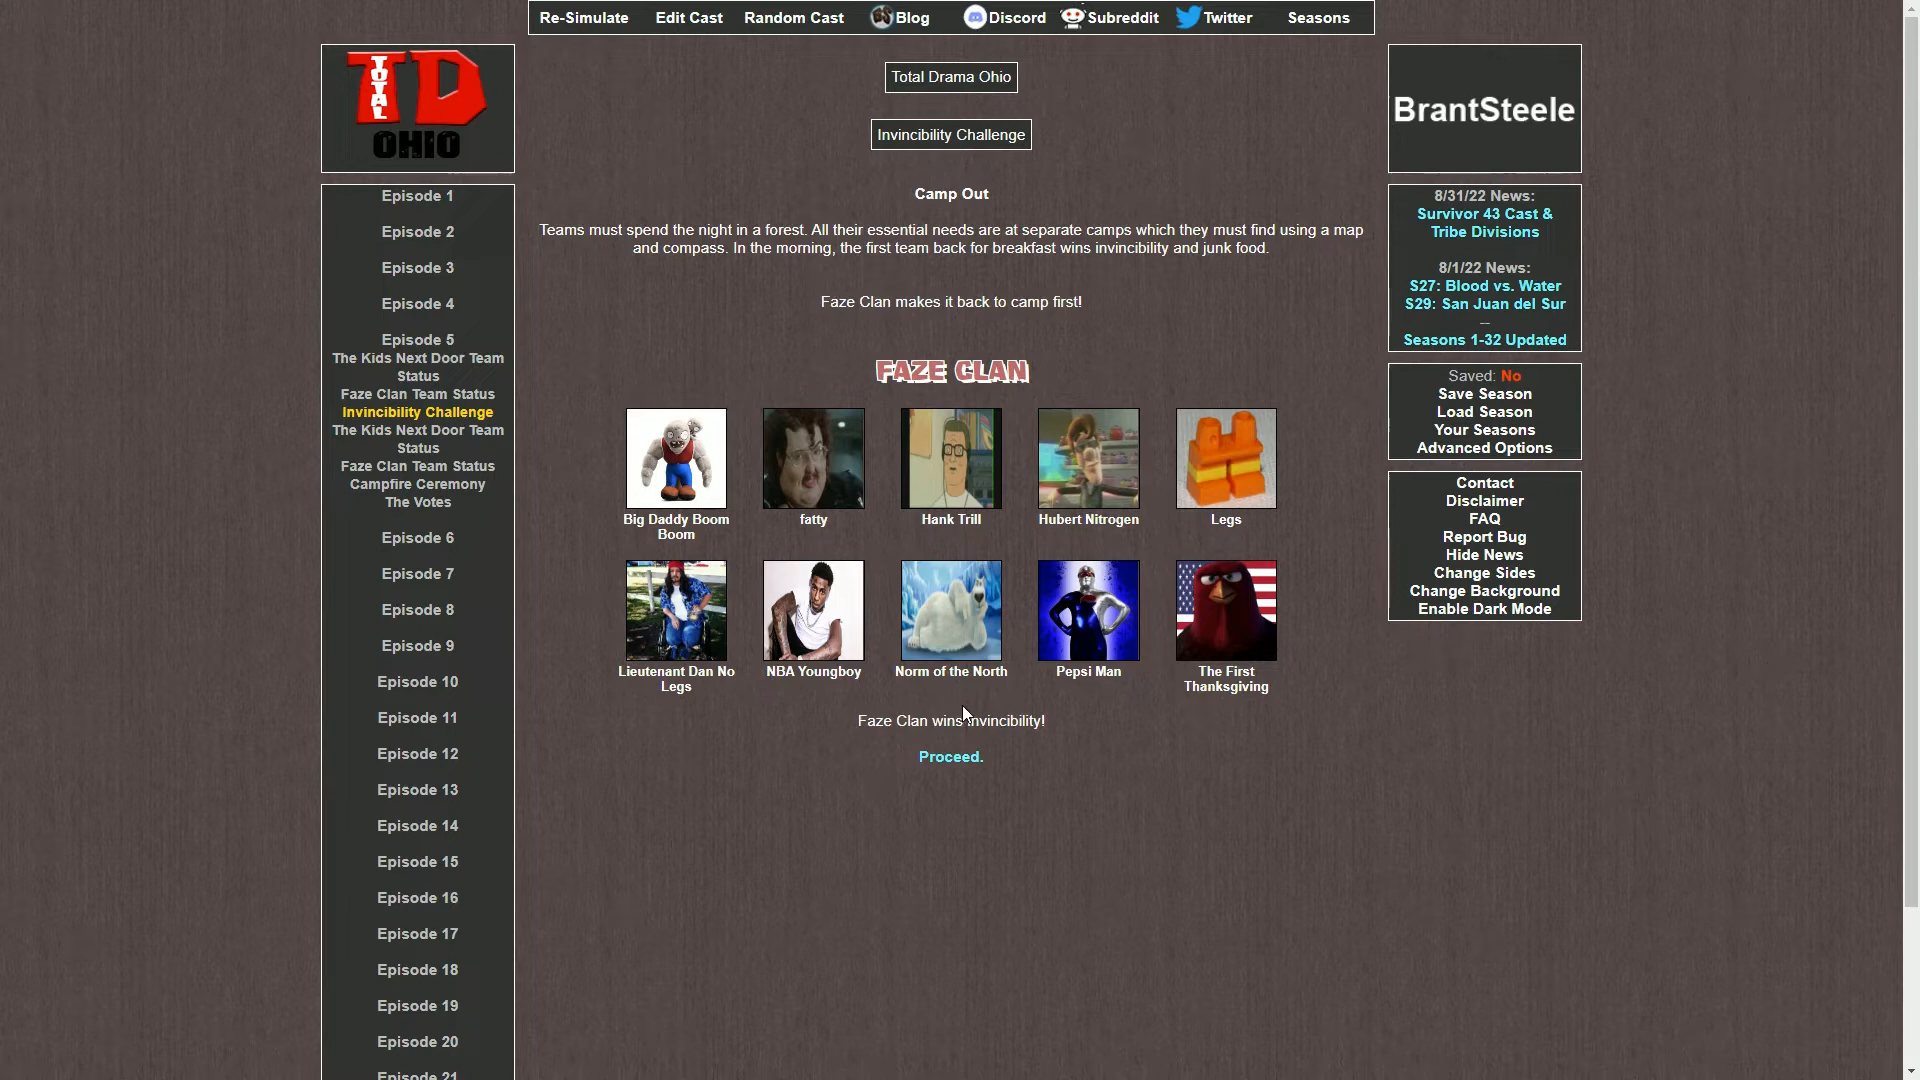 Re-Simulate Edit Cast Random Cast Blog Discord Subreddit Twitter Seasons
TOTAL
TD
OHIO
Episode 1
Episode 2
Episode 3
Episode 4
Episode 5
The Kids Next Door Team
Status
Faze Clan Team Status
Invincibility Challenge
The Kids Next Door Team
Status
Faze Clan Team Status
Campfire Ceremony
The Votes
Episode 6
Episode 7
Episode 8
Episode 9
Episode 10
Episode 11
Episode 12
Episode 13
Episode 14
Episode 15
Episode 16
Episode 17
Episode 18
Episode 19
Episode 20
Episode 21
Total Drama Ohio
Invincibility Challenge
Camp Out
Teams must spend the night in a forest. All their essential needs are at separate camps which they must find using a map
and compass. In the morning, the first team back for breakfast wins invincibility and junk food.
Faze Clan makes it back to camp first!
FAZE CLAN
Big Daddy Boom
Boom
fatty
Hank Trill
Hubert Nitrogen
Legs
Lieutenant Dan No
Legs
NBA Youngboy
Norm of the North
Pepsi Man
The First
Thanksgiving
Faze Clan wins invincibility!
Proceed.
BrantSteele
8/31/22 News:
Survivor 43 Cast &
Tribe Divisions
8/1/22 News:
S27: Blood vs. Water
S29: San Juan del Sur
--
Seasons 1-32 Updated
Saved: No
Save Season
Load Season
Your Seasons
Advanced Options
Contact
Disclaimer
FAQ
Report Bug
Hide News
Change Sides
Change Background
Enable Dark Mode